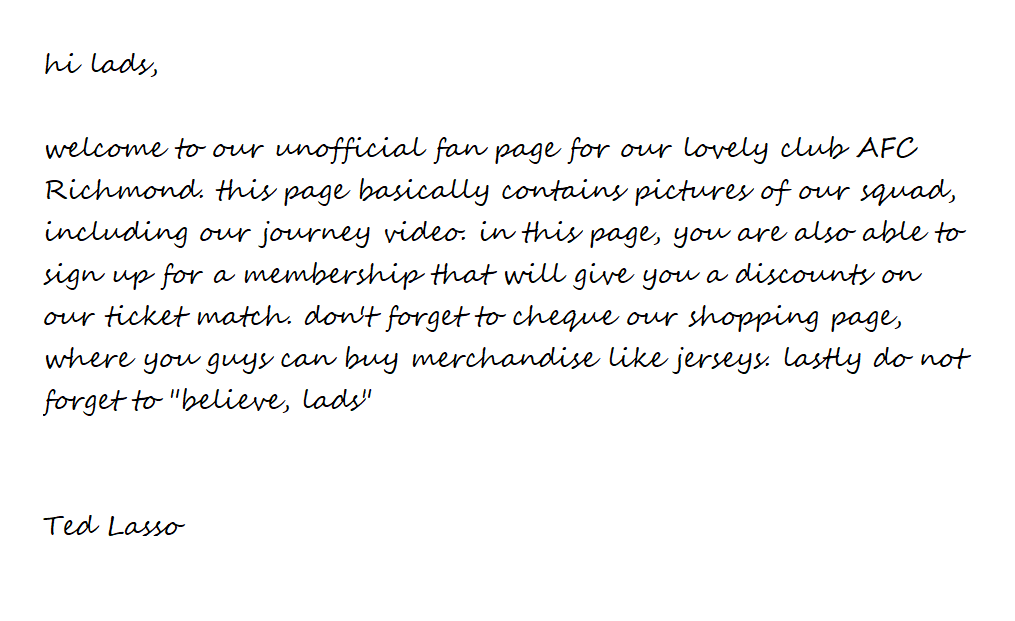 hi lads,
welcome to our unofficial fan page for our lovely club AFC
Richmond. this page basically contains pictures of our squad,
including our journey video. in this page, you are also able to
sign up for a membership that will give you a discounts on
our ticket match. don't forget to cheque our shopping page,
where you guys can buy merchandise like jerseys. lastly do not
forget to "believe, lads"
Ted Lasso